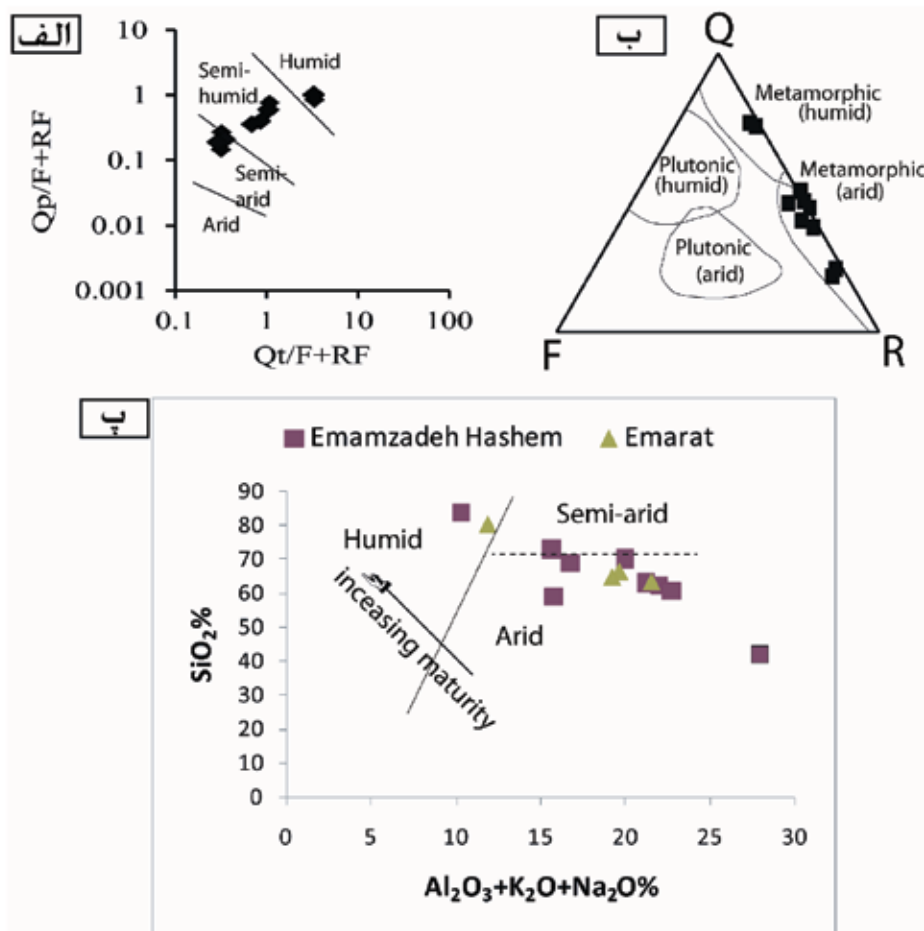 الف
10
1
0.1
0.01
0.001
Qp/F+RF
Humid
Semi-
humid
Semi-
arid
Arid
0.1 1 10 100
Qt/F+RF
ب
Q
Metamorphic
(humid)
Metamorphic
(arid)
Plutonic
(humid)
Plutonic
(arid)
F R
پ
Emamzadeh Hashem Emarat
90
80
70
60
50
40
30
20
10
0
SiO₂%
Humid
Semi-arid
Arid
inceasing maturity
0 5 10 15 20 25 30
Al₂O₃+K₂O+Na₂O%